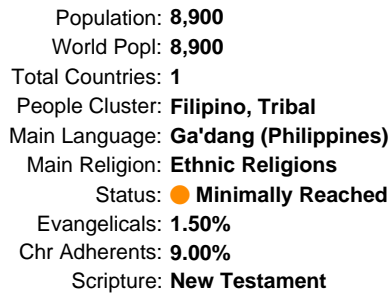 Population: 8,900
World Popl: 8,900
Total Countries: 1
People Cluster: Filipino, Tribal
Main Language: Ga'dang (Philippines)
Main Religion: Ethnic Religions
Status: Minimally Reached
Evangelicals: 1.50%
Chr Adherents: 9.00%
Scripture: New Testament